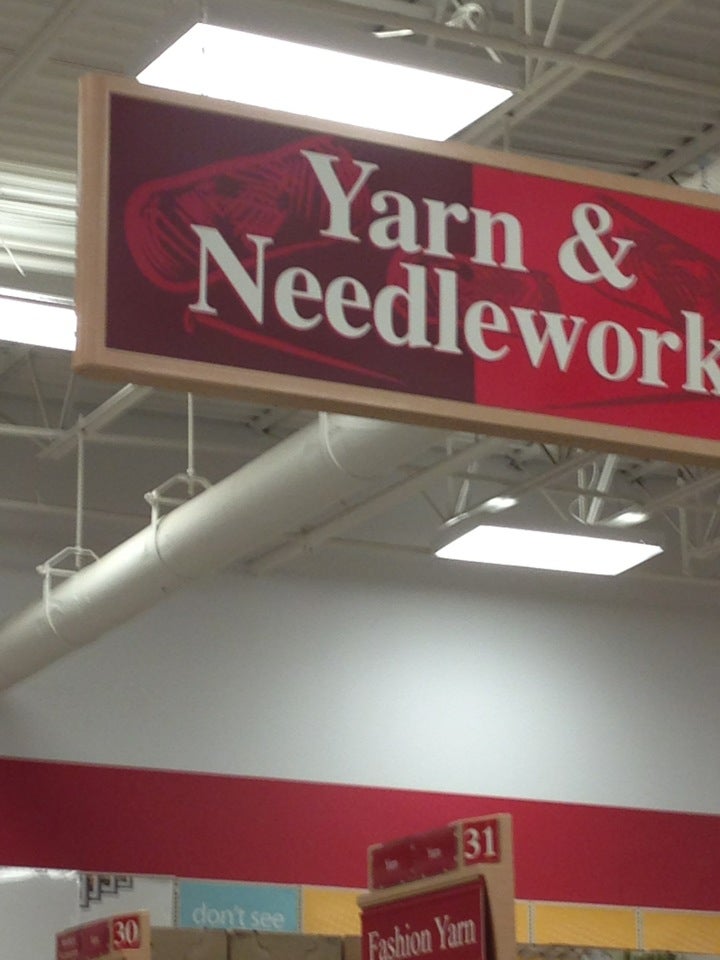 Yarn &
Needlework
31
don't see
30
Fashion Yarn